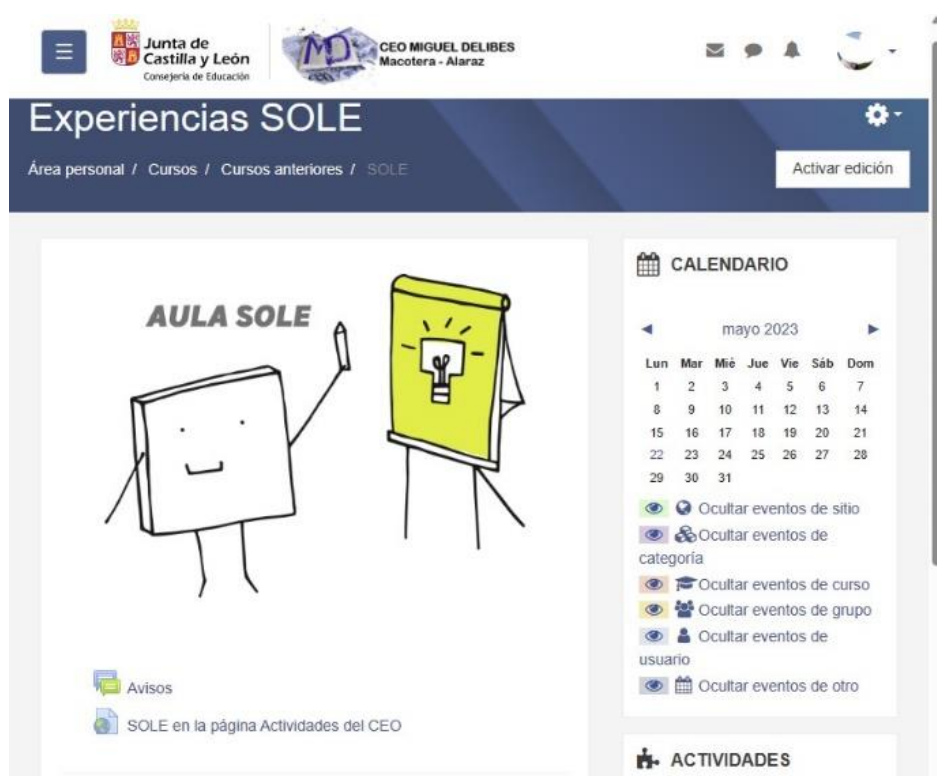 Junta de
Castilla y León
Consejería de Educación
MD
CEO MIGUEL DELIBES
Macotera - Alaraz
Experiencias SOLE
Área personal / Cursos / Cursos anteriores / SOLE
Activar edición
AULA SOLE
Avisos
SOLE en la página Actividades del CEO
CALENDARIO
◄ mayo 2023 ►
Lun Mar Mié Jue Vie Sáb Dom
1 2 3 4 5 6 7
8 9 10 11 12 13 14
15 16 17 18 19 20 21
22 23 24 25 26 27 28
29 30 31
Ocultar eventos de sitio
Ocultar eventos de
categoría
Ocultar eventos de curso
Ocultar eventos de grupo
Ocultar eventos de
usuario
Ocultar eventos de otro
ACTIVIDADES